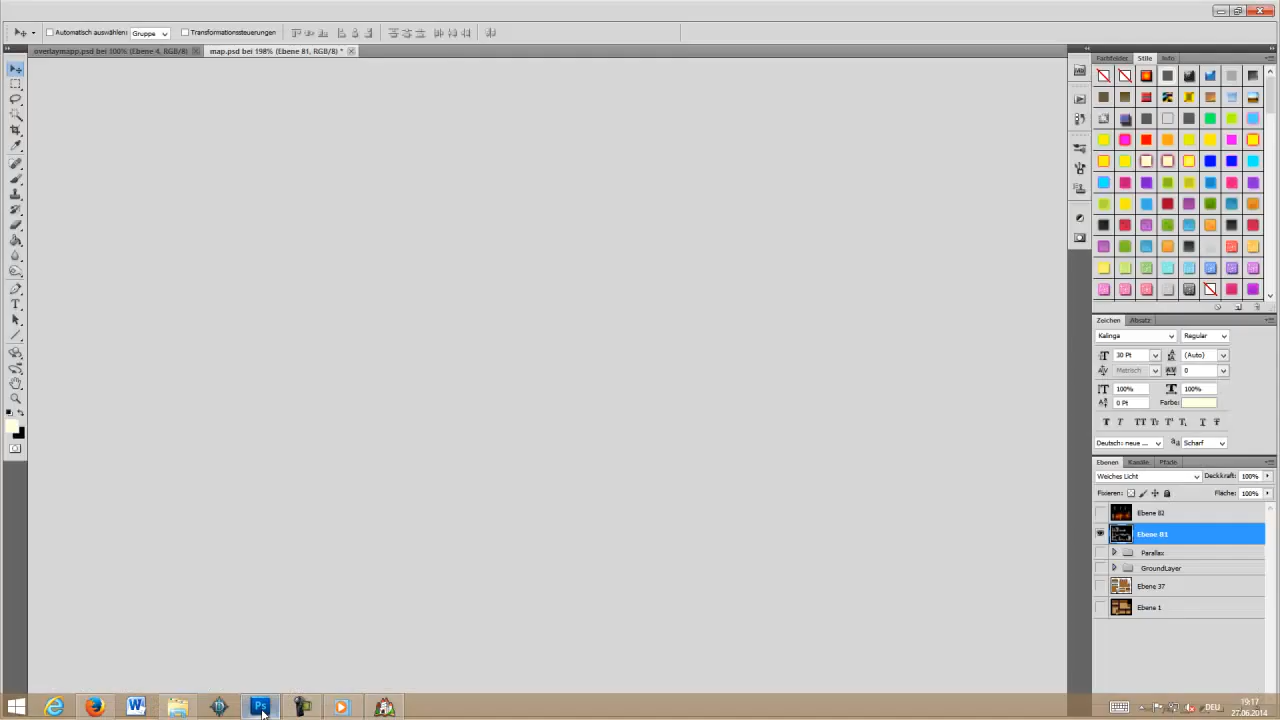 Automatisch auswählen: Gruppe Transformationssteuerungen
overlaymapp.psd bei 100% (Ebene 4, RGB/8) map.psd bei 198% (Ebene 81, RGB/8) *
Farbfelder Stile Info
Zeichen Absatz
Kalinga Regular
30 Pt (Auto)
Metrisch 0
100% 100%
0 Pt Farbe:
Deutsch: neue ... Scharf
Ebenen Kanäle Pfade
Weiches Licht Deckkraft: 100%
Fixieren: Fläche: 100%
Ebene 82
Ebene 81
Parallax
GroundLayer
Ebene 37
Ebene 1
Ps
DEU
19:17
27.06.2014